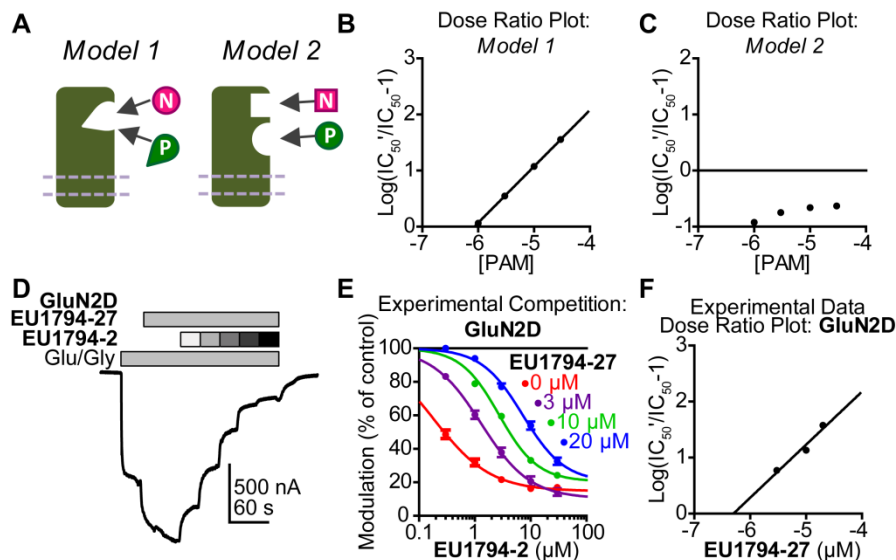 A
Model 1
Model 2
N
P
N
P
B
Dose Ratio Plot:
Model 1
Log(IC50'/IC50-1)
3
2
1
0
-7
-6
-5
-4
[PAM]
C
Dose Ratio Plot:
Model 2
Log(IC50'/IC50-1)
2
1
0
-1
-7
-6
-5
-4
[PAM]
D
GluN2D
EU1794-27
EU1794-2
Glu/Gly
500 nA
60 s
E
Experimental Competition:
GluN2D
Modulation (% of control)
100
80
60
40
20
0
EU1794-27
0 µM
3 µM
10 µM
20 µM
0.1
1
10
100
EU1794-2 (µM)
F
Experimental Data
Dose Ratio Plot: GluN2D
Log(IC50'/IC50-1)
3
2
1
0
-7
-6
-5
-4
EU1794-27 (µM)